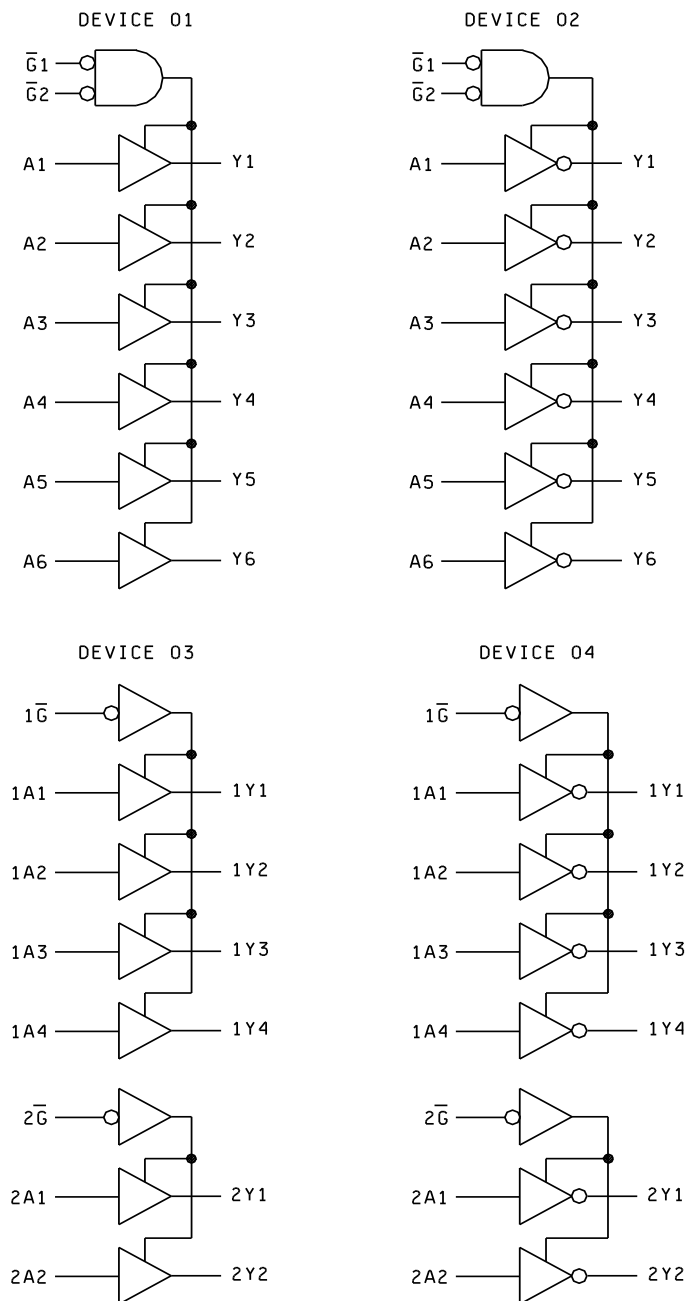 DEVICE 01
G̅1
G̅2
A1 Y1
A2 Y2
A3 Y3
A4 Y4
A5 Y5
A6 Y6
DEVICE 02
G̅1
G̅2
A1 Y1
A2 Y2
A3 Y3
A4 Y4
A5 Y5
A6 Y6
DEVICE 03
1G̅
1A1 1Y1
1A2 1Y2
1A3 1Y3
1A4 1Y4
2G̅
2A1 2Y1
2A2 2Y2
DEVICE 04
1G̅
1A1 1Y1
1A2 1Y2
1A3 1Y3
1A4 1Y4
2G̅
2A1 2Y1
2A2 2Y2